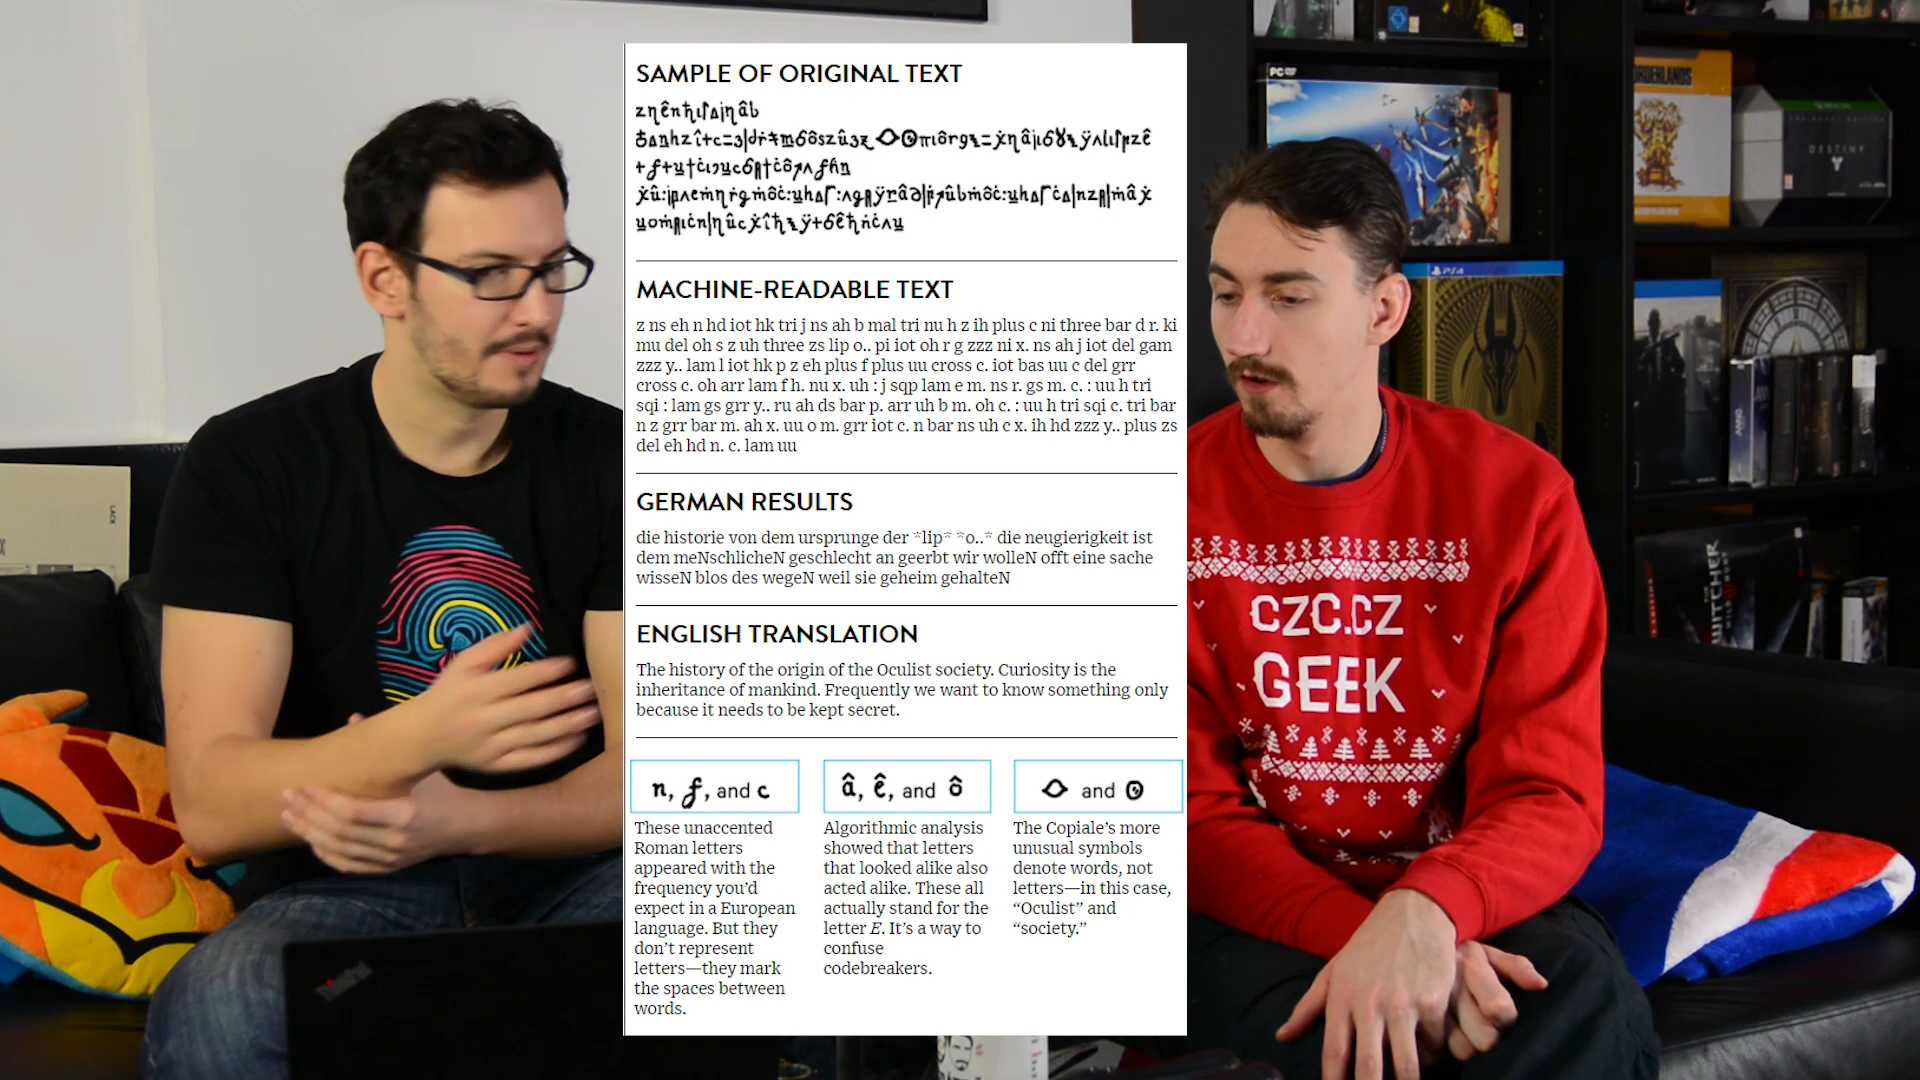 SAMPLE OF ORIGINAL TEXT
MACHINE-READABLE TEXT
z ns eh n hd iot hk tri j ns ah b mal tri nu h z ih plus c ni three bar d r. ki
mu del oh s z uh three zs lip o.. pi iot oh r g zzz ni x. ns ah j iot del gam
zzz y.. lam l iot hk p z eh plus f plus uu cross c. iot bas uu c del grr
cross c. oh arr lam f h. nu x. uh : j sqp lam e m. ns r. gs m. c. : uu h tri
sqi : lam gs grr y.. ru ah ds bar p. arr uh b m. oh c. : uu h tri sqi c. tri bar
n z grr bar m. ah x. uu o m. grr iot c. n bar ns uh c x. ih hd zzz y.. plus zs
del eh hd n. c. lam uu
GERMAN RESULTS
die historie von dem ursprunge der *lip* *o..* die neugierigkeit ist
dem meNschlicheN geschlecht an geerbt wir wolleN offt eine sache
wisseN blos des wegeN weil sie geheim gehalteN
ENGLISH TRANSLATION
The history of the origin of the Oculist society. Curiosity is the
inheritance of mankind. Frequently we want to know something only
because it needs to be kept secret.
n, f, and c
These unaccented
Roman letters
appeared with the
frequency you’d
expect in a European
language. But they
don’t represent
letters—they mark
the spaces between
words.
â, ê, and ô
Algorithmic analysis
showed that letters
that looked alike also
acted alike. These all
actually stand for the
letter E. It’s a way to
confuse
codebreakers.
and
The Copiale’s more
unusual symbols
denote words, not
letters—in this case,
“Oculist” and
“society.”
CZC.CZ
GEEK
PC
BORDERLANDS
DESTINY
PS4
THE WITCHER
LACK
ThinkPad